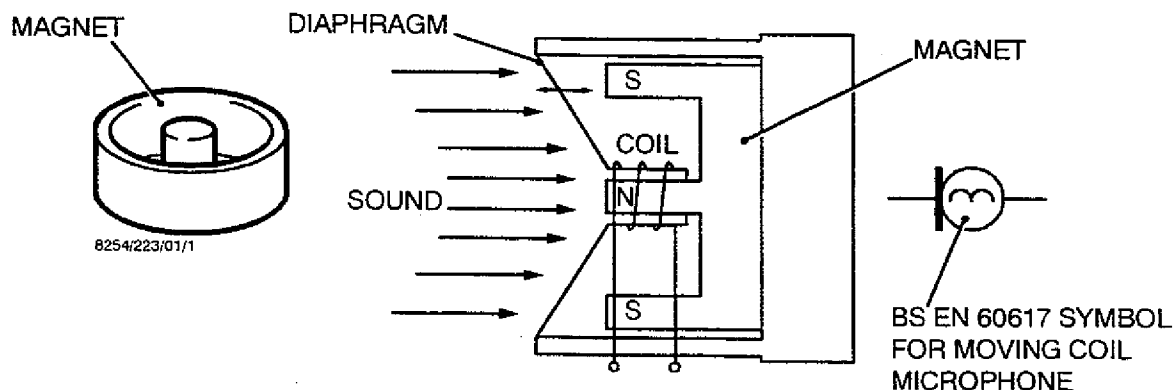 MAGNET
8254/223/01/1
DIAPHRAGM
S
COIL
N
SOUND
S
MAGNET
BS EN 60617 SYMBOL
FOR MOVING COIL
MICROPHONE